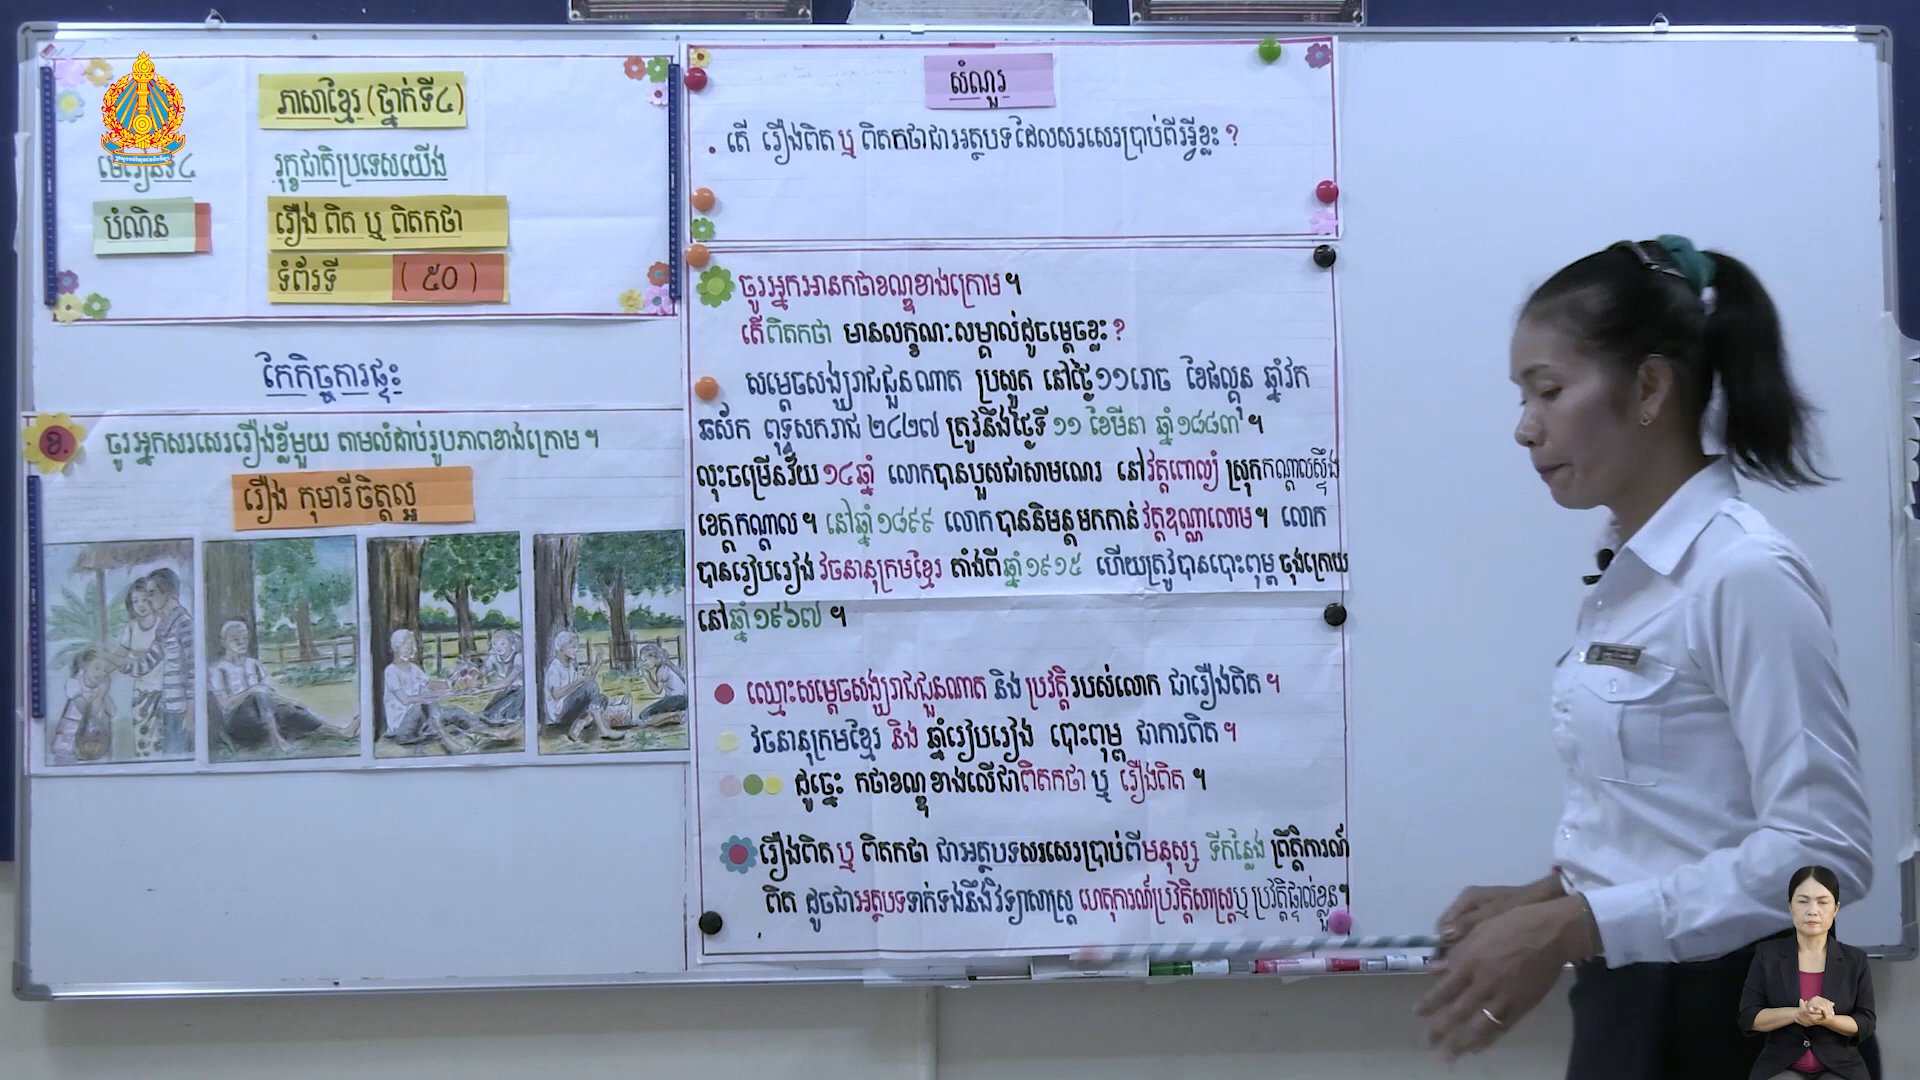 ភាសាខ្មែរ (ថ្នាក់ទី៤)
មេរៀនទី៤
រុក្ខជាតិប្រទេសយើង
បំណិន
រឿង ពិត ឬ ពិតកថា
ទំព័រទី ( ៥០ )
កែកិច្ចការផ្ទះ
ខ. ចូរអ្នកសរសេររឿងខ្លីមួយ តាមលំដាប់រូបភាពខាងក្រោម ។
រឿង កុមារីចិត្តល្អ
សំណួរ
. តើ រឿងពិត ឬ ពិតកថាជាអត្ថបទដែលសរសេរប្រាប់ពីអ្វីខ្លះ ?
ចូរអ្នកអានកថាខណ្ឌខាងក្រោម ។
តើពិតកថា មានលក្ខណៈសម្គាល់ដូចម្ដេចខ្លះ ?
សម្ដេចសង្ឃរាជជួនណាត ប្រសូត នៅថ្ងៃ១១រោច ខែផល្គុន ឆ្នាំវក
ឆស័ក ពុទ្ធសករាជ ២៤២៧ ត្រូវនឹងថ្ងៃទី ១១ ខែមីនា ឆ្នាំ១៨៨៣ ។
លុះចម្រើនវ័យ ១៤ឆ្នាំ លោកបានបួសជាសាមណេរ នៅវត្តពោល្យំ ស្រុកកណ្ដាលស្ទឹង
ខេត្តកណ្ដាល ។ នៅឆ្នាំ១៨៩៩ លោកបាននិមន្តមកកាន់វត្តឧណ្ណាលោម ។ លោក
បានរៀបរៀង វចនានុក្រមខ្មែរ តាំងពីឆ្នាំ១៩១៥ ហើយត្រូវបានបោះពុម្ពចុងក្រោយ
នៅឆ្នាំ១៩៦៧ ។
ឈ្មោះសម្ដេចសង្ឃរាជជួនណាត និង ប្រវត្តិរបស់លោក ជារឿងពិត ។
វចនានុក្រមខ្មែរ និង ឆ្នាំរៀបរៀង បោះពុម្ព ជាការពិត ។
ដូច្នេះ កថាខណ្ឌខាងលើជាពិតកថា ឬ រឿងពិត ។
រឿងពិត ឬ ពិតកថា ជាអត្ថបទសរសេរប្រាប់ពីមនុស្ស ទីកន្លែង ព្រឹត្តិការណ៍
ពិត ដូចជាអត្ថបទទាក់ទងនឹងវិទ្យាសាស្ត្រ ហេតុការណ៍ប្រវត្តិសាស្ត្រឬ ប្រវត្តិផ្ទាល់ខ្លួន ។